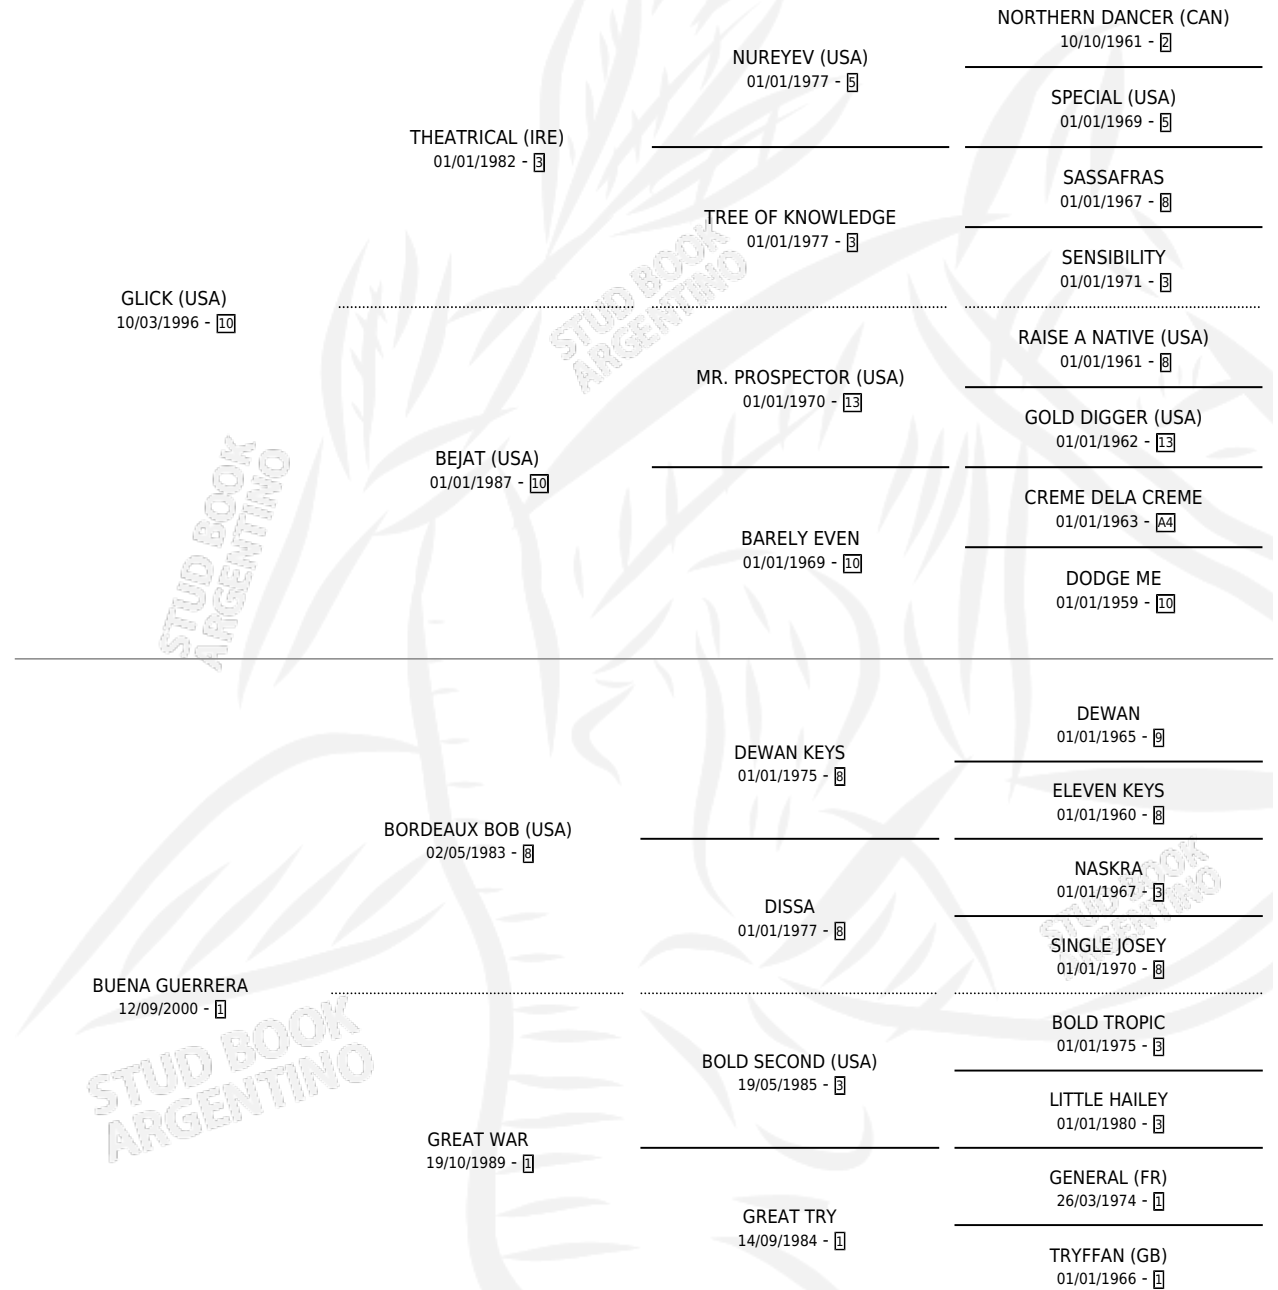 NORTHERN DANCER (CAN)
10/10/1961 - 2
NUREYEV (USA)
01/01/1977 - 5
SPECIAL (USA)
01/01/1969 - 5
THEATRICAL (IRE)
01/01/1982 - 3
SASSAFRAS
01/01/1967 - 8
TREE OF KNOWLEDGE
01/01/1977 - 3
SENSIBILITY
01/01/1971 - 3
GLICK (USA)
10/03/1996 - 10
RAISE A NATIVE (USA)
01/01/1961 - 8
MR. PROSPECTOR (USA)
01/01/1970 - 13
GOLD DIGGER (USA)
01/01/1962 - 13
BEJAT (USA)
01/01/1987 - 10
CREME DELA CREME
01/01/1963 - A4
BARELY EVEN
01/01/1969 - 10
DODGE ME
01/01/1959 - 10
DEWAN
01/01/1965 - 9
DEWAN KEYS
01/01/1975 - 8
ELEVEN KEYS
01/01/1960 - 8
BORDEAUX BOB (USA)
02/05/1983 - 8
NASKRA
01/01/1967 - 3
DISSA
01/01/1977 - 8
SINGLE JOSEY
01/01/1970 - 8
BUENA GUERRERA
12/09/2000 - 1
BOLD TROPIC
01/01/1975 - 3
BOLD SECOND (USA)
19/05/1985 - 3
LITTLE HAILEY
01/01/1980 - 3
GREAT WAR
19/10/1989 - 1
GENERAL (FR)
26/03/1974 - 1
GREAT TRY
14/09/1984 - 1
TRYFFAN (GB)
01/01/1966 - 1
STUD BOOK
ARGENTINO
STUD BOOK
ARGENTINO
STUD BOOK
ARGENTINO
STUD BOOK
ARGENTINO